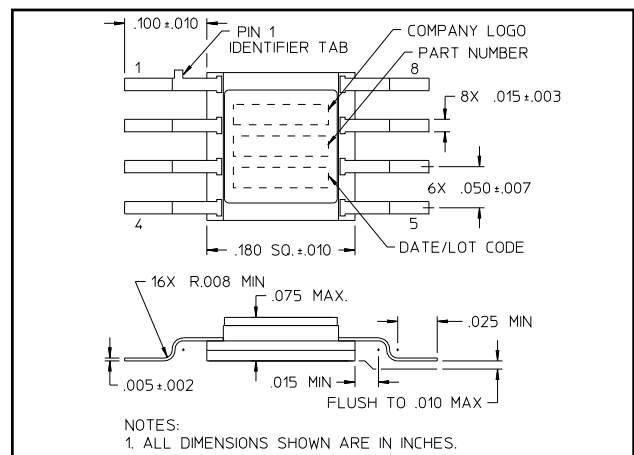 .100±.010
PIN 1
IDENTIFIER TAB
COMPANY LOGO
PART NUMBER
1
8
8X .015±.003
6X .050±.007
4
5
.180 SQ.±.010
DATE/LOT CODE
16X R.008 MIN
.075 MAX.
.025 MIN
.005±.002
.015 MIN
FLUSH TO .010 MAX
NOTES:
1. ALL DIMENSIONS SHOWN ARE IN INCHES.